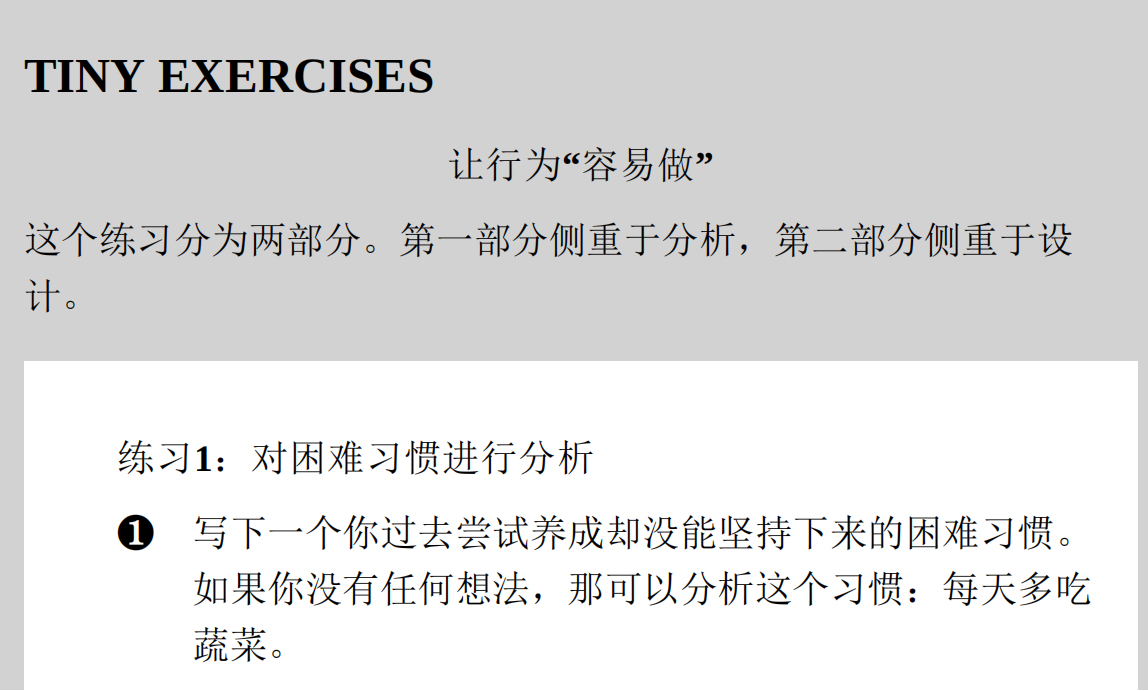 TINY EXERCISES
让行为“容易做”
这个练习分为两部分。第一部分侧重于分析，第二部分侧重于设
计。
练习1：对困难习惯进行分析
❶ 写下一个你过去尝试养成却没能坚持下来的困难习惯。
如果你没有任何想法，那可以分析这个习惯：每天多吃
蔬菜。